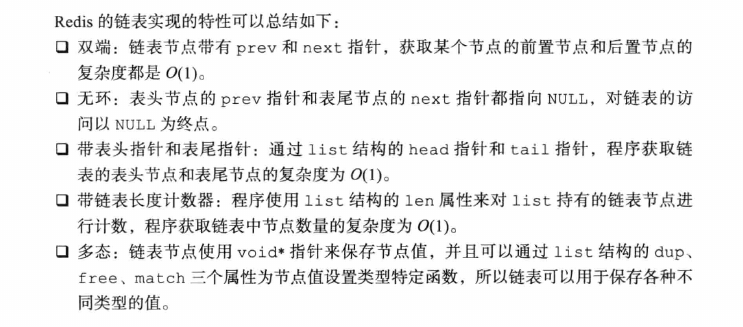 Redis 的链表实现的特性可以总结如下：
❑ 双端：链表节点带有 prev 和 next 指针，获取某个节点的前置节点和后置节点的
复杂度都是 O(1)。
❑ 无环：表头节点的 prev 指针和表尾节点的 next 指针都指向 NULL，对链表的访
问以 NULL 为终点。
❑ 带表头指针和表尾指针：通过 list 结构的 head 指针和 tail 指针，程序获取链
表的表头节点和表尾节点的复杂度为 O(1)。
❑ 带链表长度计数器：程序使用 list 结构的 len 属性来对 list 持有的链表节点进
行计数，程序获取链表中节点数量的复杂度为 O(1)。
❑ 多态：链表节点使用 void* 指针来保存节点值，并且可以通过 list 结构的 dup、
free、match 三个属性为节点值设置类型特定函数，所以链表可以用于保存各种不
同类型的值。